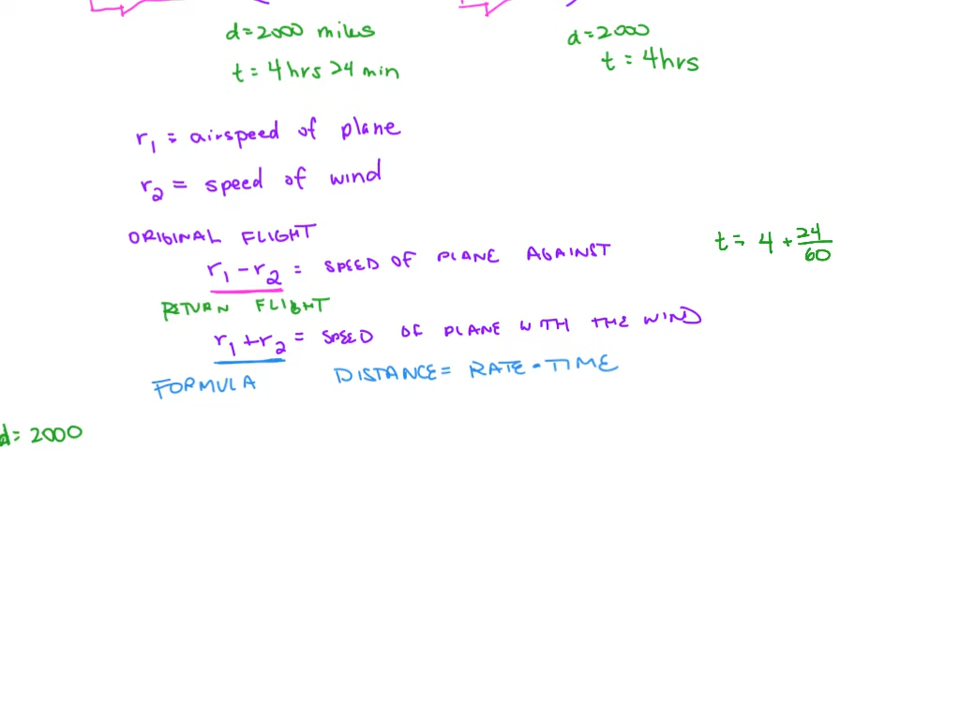 d = 2000 miles
t = 4 hrs 24 min
d = 2000
t = 4 hrs
r₁ = airspeed of plane
r₂ = speed of wind
ORIGINAL FLIGHT
r₁ - r₂ = SPEED OF PLANE AGAINST
t = 4 + 24/60
RETURN FLIGHT
r₁ + r₂ = SPEED OF PLANE WITH THE WIND
FORMULA DISTANCE = RATE • TIME
d = 2000